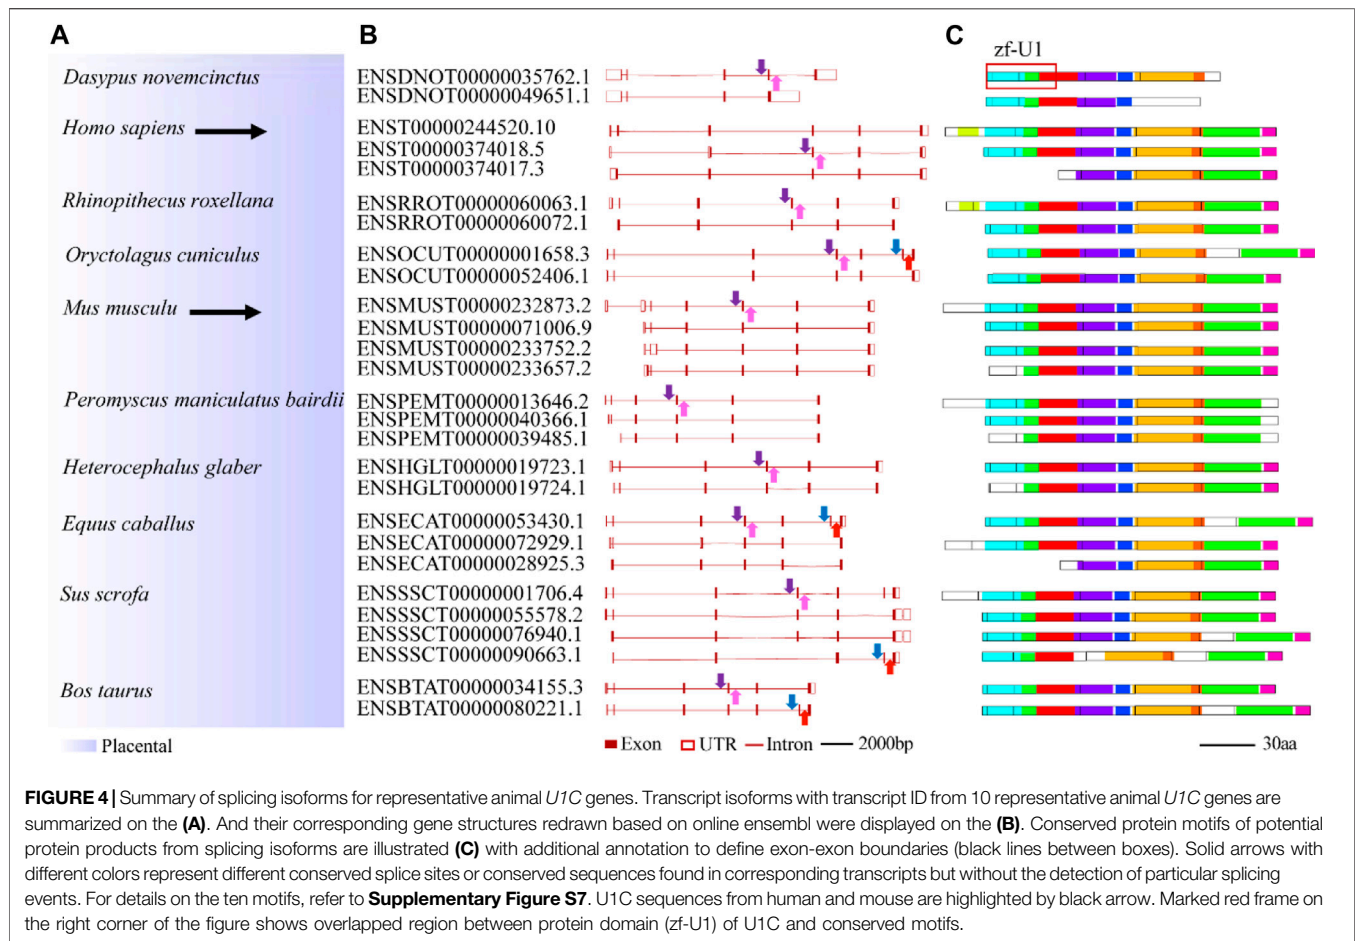 A
B
C
zf-U1
Dasypus novemcinctus
ENSDNOT00000035762.1
ENSDNOT00000049651.1
Homo sapiens
ENST00000244520.10
ENST00000374018.5
ENST00000374017.3
Rhinopithecus roxellana
ENSRROT00000060063.1
ENSRROT00000060072.1
Oryctolagus cuniculus
ENSOCUT00000001658.3
ENSOCUT00000052406.1
Mus musculu
ENSMUST00000232873.2
ENSMUST00000071006.9
ENSMUST00000233752.2
ENSMUST00000233657.2
Peromyscus maniculatus bairdii
ENSPEMT00000013646.2
ENSPEMT00000040366.1
ENSPEMT00000039485.1
Heterocephalus glaber
ENSHGLT00000019723.1
ENSHGLT00000019724.1
Equus caballus
ENSECAT00000053430.1
ENSECAT00000072929.1
ENSECAT00000028925.3
Sus scrofa
ENSSSCT00000001706.4
ENSSSCT00000055578.2
ENSSSCT00000076940.1
ENSSSCT00000090663.1
Bos taurus
ENSBTAT00000034155.3
ENSBTAT00000080221.1
Placental
Exon UTR Intron 2000bp
30aa
FIGURE 4 | Summary of splicing isoforms for representative animal U1C genes. Transcript isoforms with transcript ID from 10 representative animal U1C genes are
summarized on the (A). And their corresponding gene structures redrawn based on online ensembl were displayed on the (B). Conserved protein motifs of potential
protein products from splicing isoforms are illustrated (C) with additional annotation to define exon-exon boundaries (black lines between boxes). Solid arrows with
different colors represent different conserved splice sites or conserved sequences found in corresponding transcripts but without the detection of particular splicing
events. For details on the ten motifs, refer to Supplementary Figure S7. U1C sequences from human and mouse are highlighted by black arrow. Marked red frame on
the right corner of the figure shows overlapped region between protein domain (zf-U1) of U1C and conserved motifs.